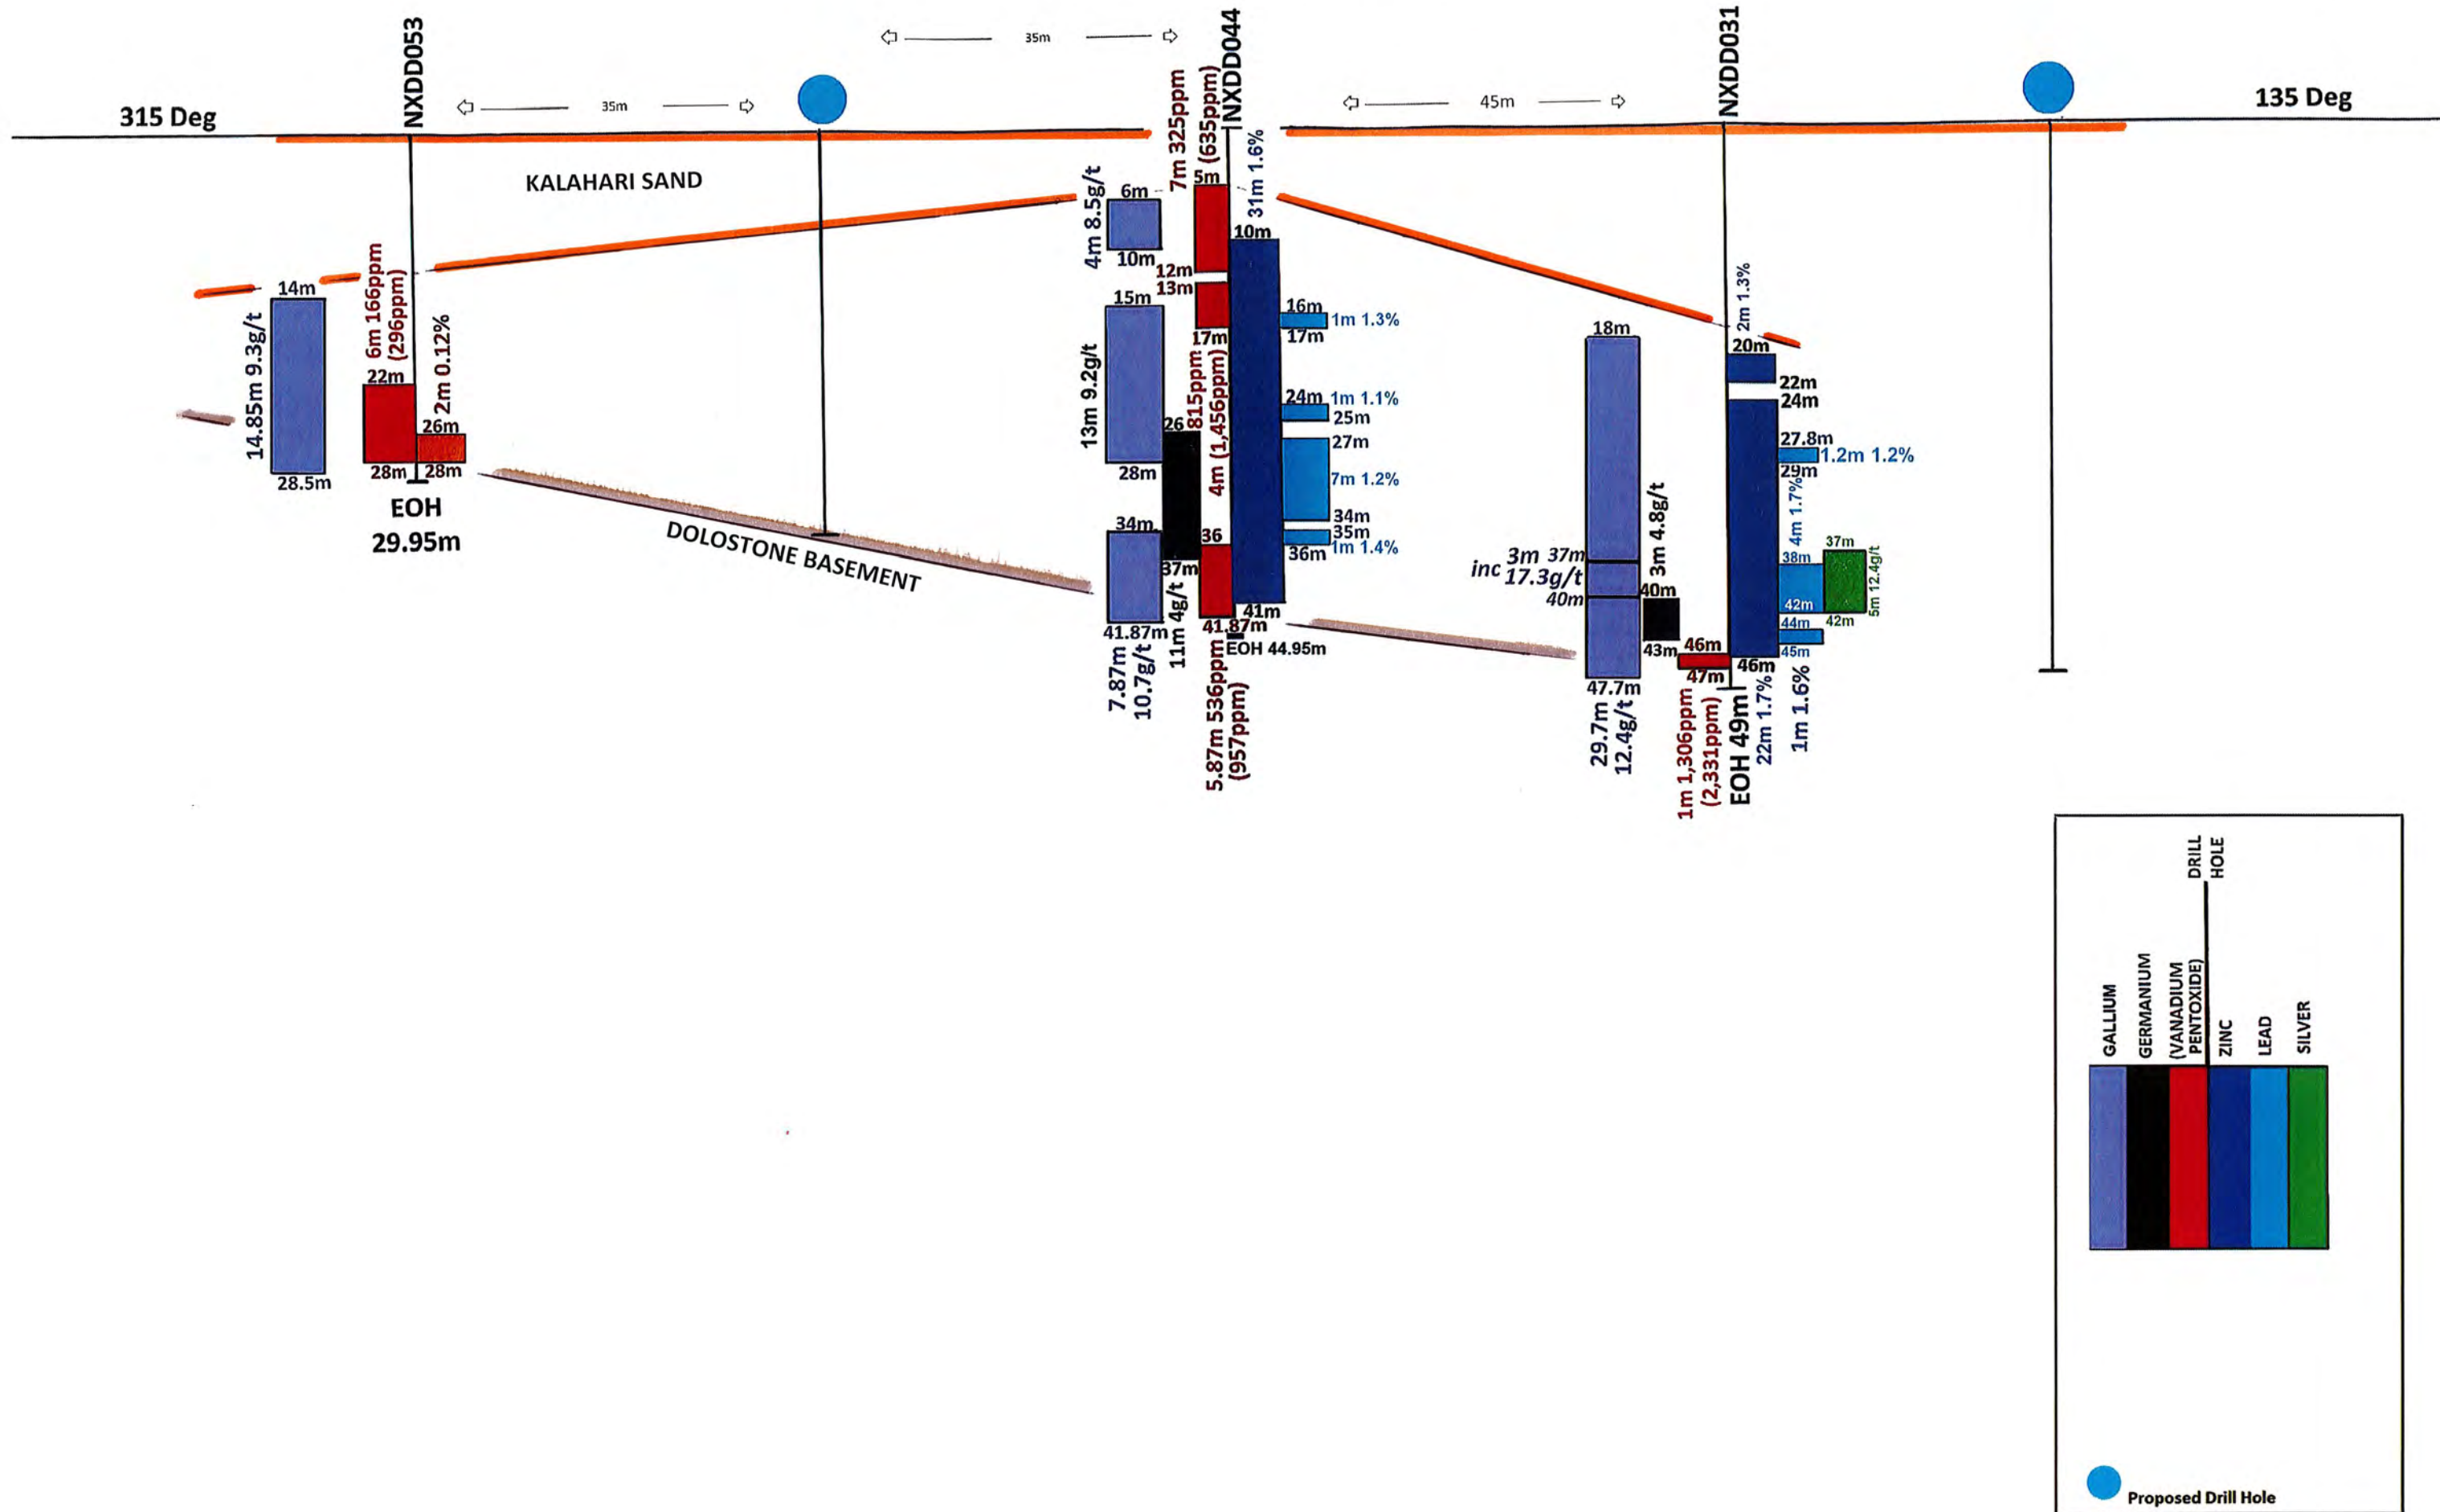 315 Deg
NXDD053
35m
35m
NXDD044
45m
NXDD031
135 Deg
KALAHARI SAND
14m
14.85m 9.3g/t
28.5m
6m 166ppm
(296ppm)
22m
28m
2m 0.12%
26m
28m
EOH
29.95m
DOLOSTONE BASEMENT
4m 8.5g/t
6m
10m
13m 9.2g/t
15m
28m
34m
41.87m
7.87m
10.7g/t
26
37m
11m 4g/t
7m 325ppm
(635ppm)
5m
12m
13m
17m
815ppm
4m (1,456ppm)
36
41.87m
5.87m 536ppm
(957ppm)
31m 1.6%
10m
41m
EOH 44.95m
16m
1m 1.3%
17m
24m
1m 1.1%
25m
27m
7m 1.2%
34m
35m
1m 1.4%
36m
18m
inc
3m 37m
17.3g/t
40m
47.7m
29.7m
12.4g/t
3m 4.8g/t
40m
43m
46m
47m
1m 1,306ppm
(2,331ppm)
EOH 49m
2m 1.3%
20m
22m
24m
46m
22m 1.7%
27.8m
1.2m 1.2%
29m
4m 1.7%
38m
42m
44m
45m
1m 1.6%
37m
42m
5m 12.4g/t
DRILL
HOLE
GALLIUM
GERMANIUM
(VANADIUM
PENTOXIDE)
ZINC
LEAD
SILVER
Proposed Drill Hole